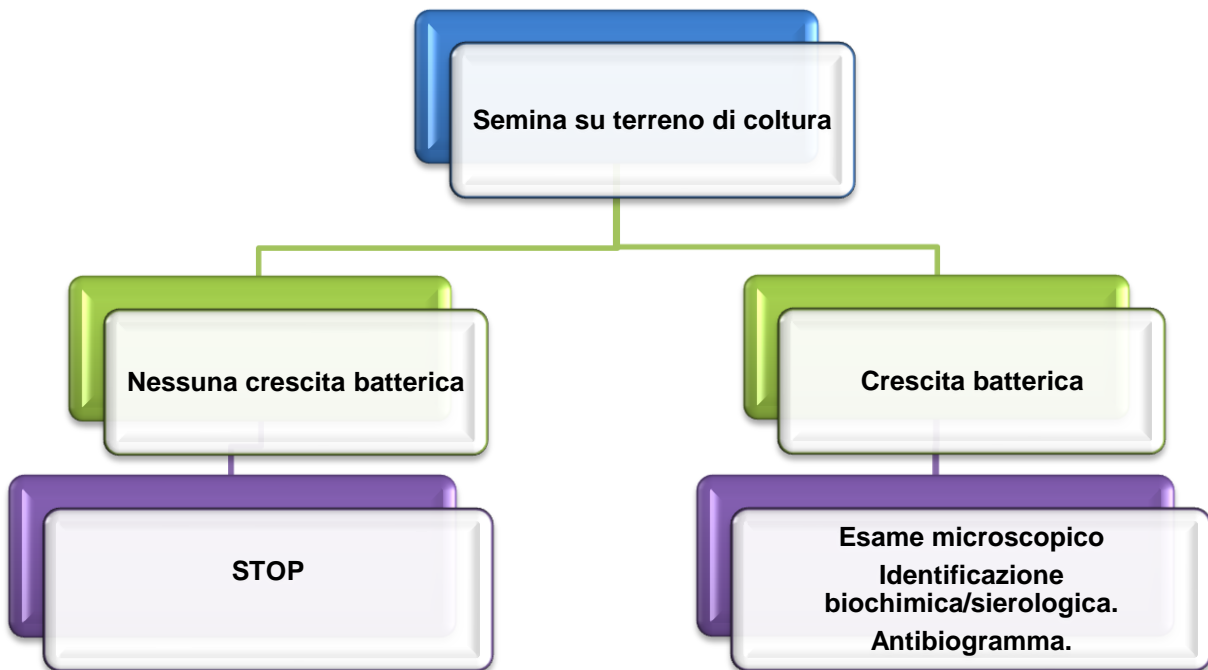 Semina su terreno di coltura
Nessuna crescita batterica
Crescita batterica
STOP
Esame microscopico
Identificazione
biochimica/sierologica.
Antibiogramma.